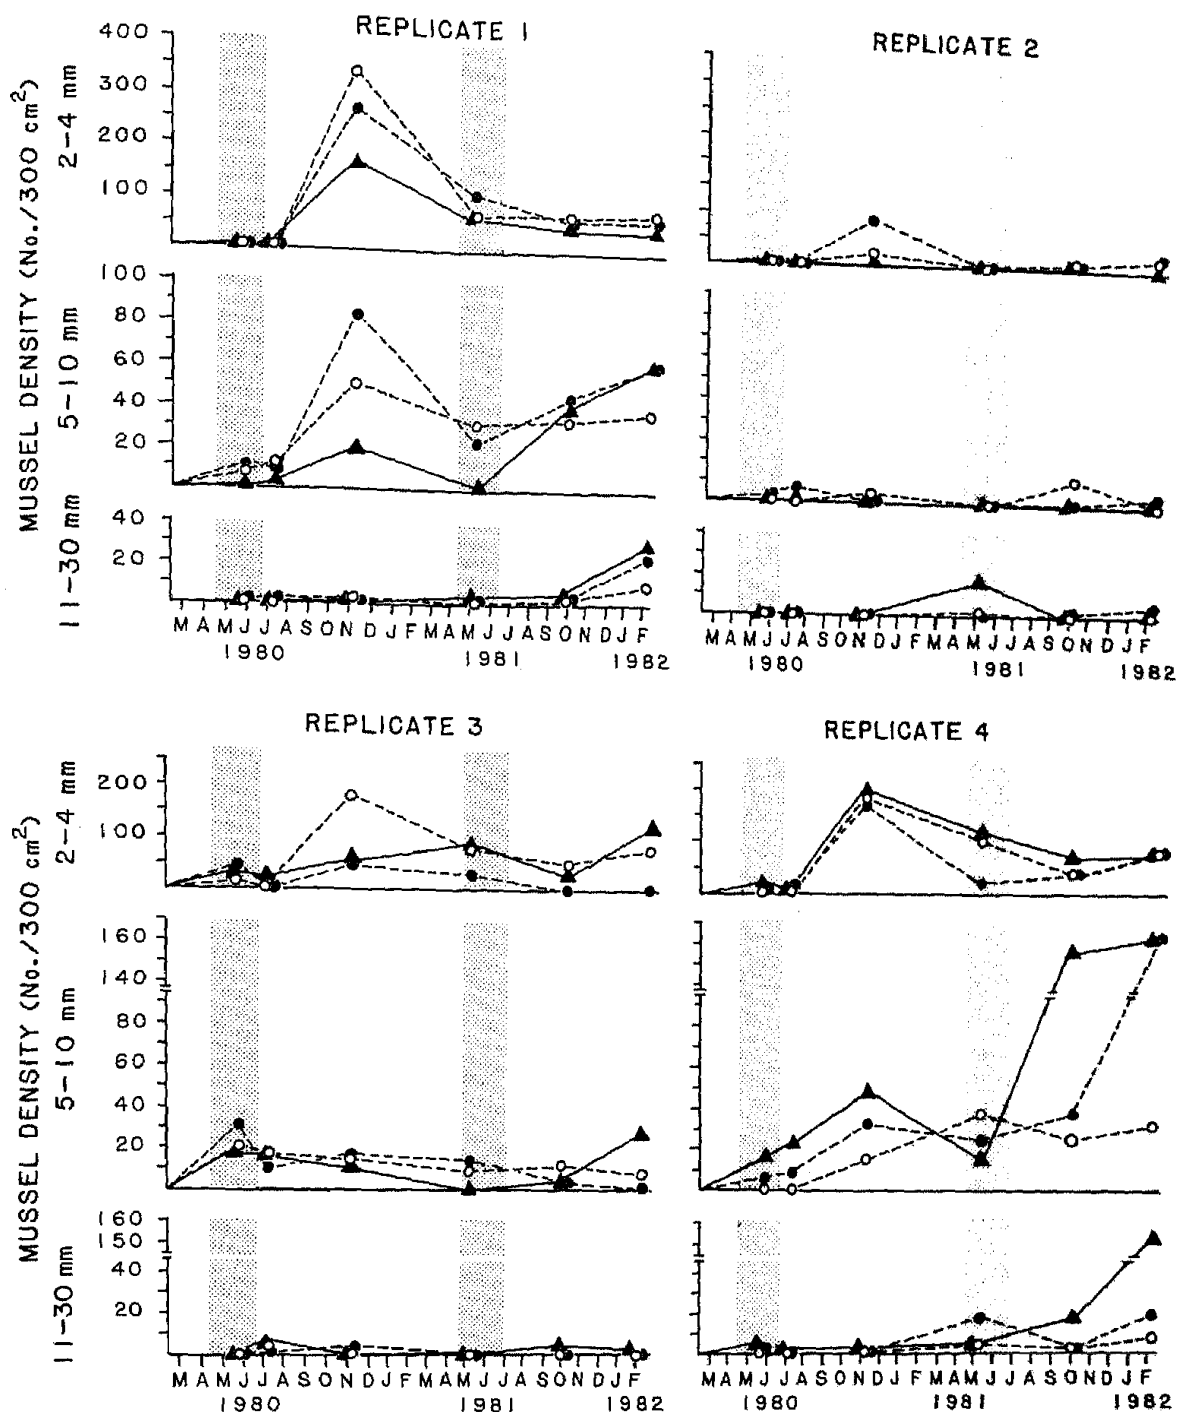 REPLICATE 1
REPLICATE 2
MUSSEL DENSITY (No./300 cm²)
2-4 mm
400
300
200
100
5-10 mm
100
80
60
40
20
11-30 mm
40
20
M A M J J A S O N D J F M A M J J A S O N D J F
1980 1981 1982
M A M J J A S O N D J F M A M J J A S O N D J F
1980 1981 1982
REPLICATE 3
REPLICATE 4
MUSSEL DENSITY (No./300 cm²)
2-4 mm
200
100
5-10 mm
160
140
80
60
40
20
11-30 mm
160
150
40
20
M A M J J A S O N D J F M A M J J A S O N D J F
1980 1981 1982
M A M J J A S O N D J F M A M J J A S O N D J F
1980 1981 1982